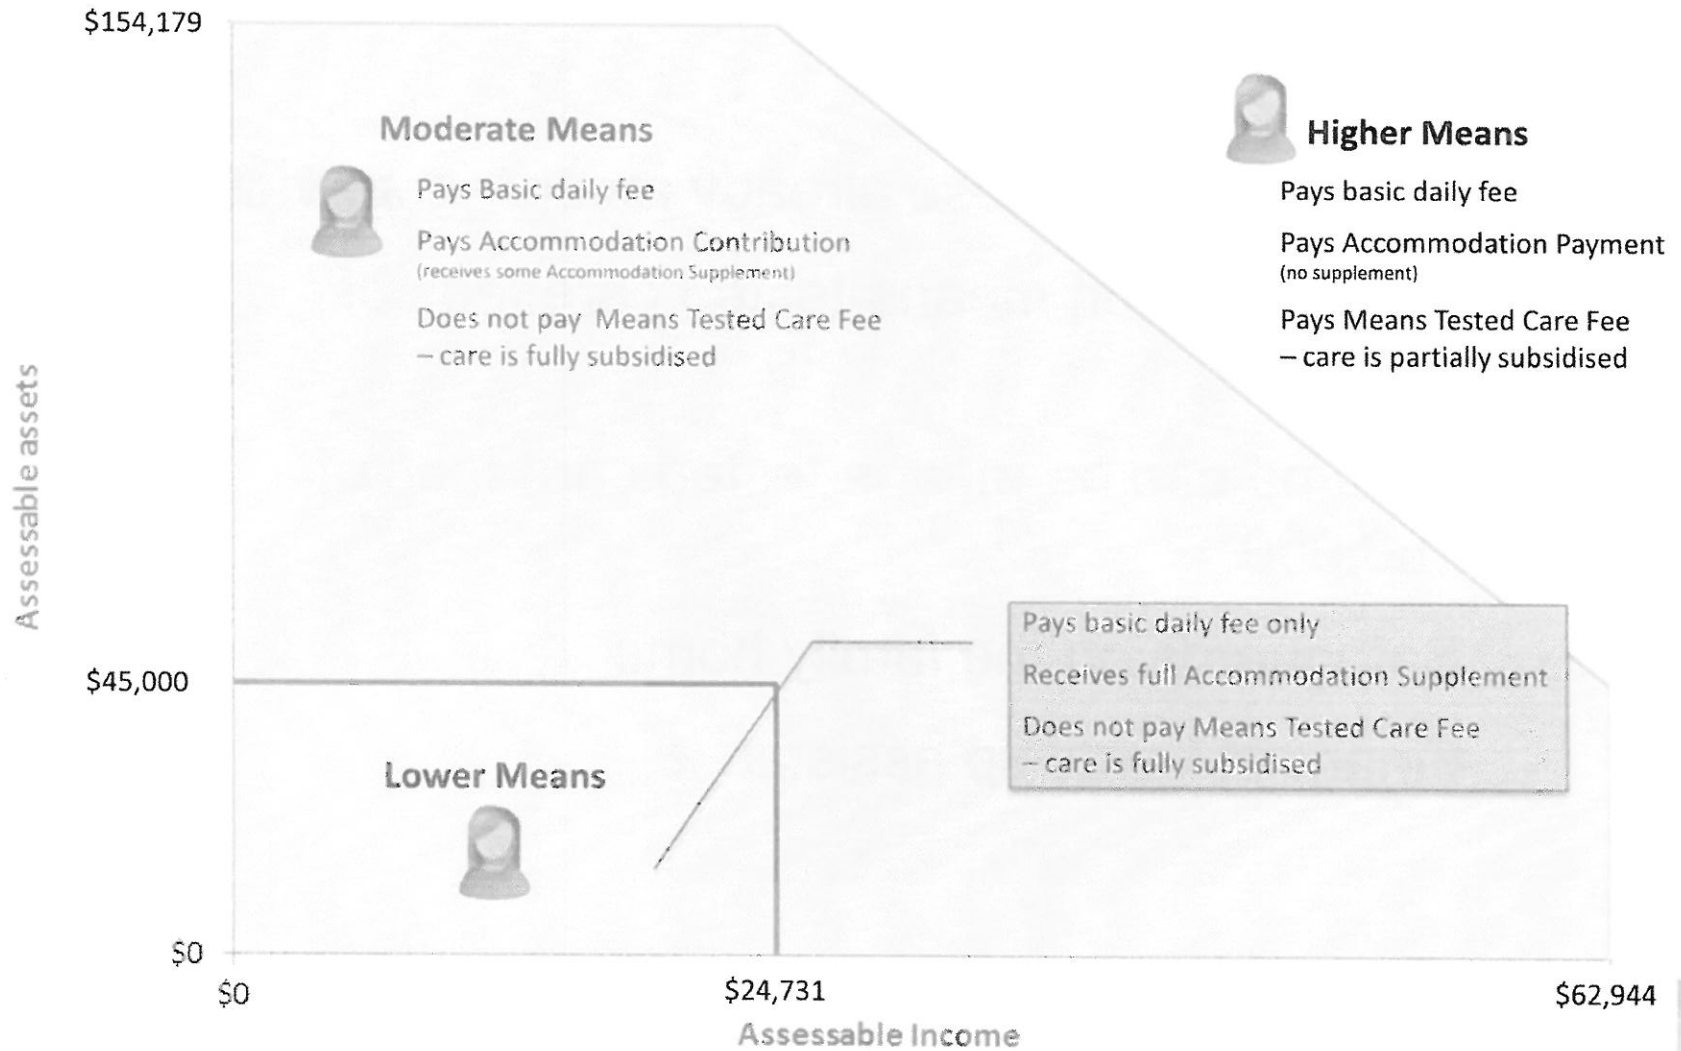 $154,179
Moderate Means
Pays Basic daily fee
Pays Accommodation Contribution
(receives some Accommodation Supplement)
Does not pay Means Tested Care Fee
– care is fully subsidised
Higher Means
Pays basic daily fee
Pays Accommodation Payment
(no supplement)
Pays Means Tested Care Fee
– care is partially subsidised
Assessable assets
Pays basic daily fee only
Receives full Accommodation Supplement
Does not pay Means Tested Care Fee
– care is fully subsidised
$45,000
Lower Means
$0
$0
$24,731
$62,944
Assessable Income